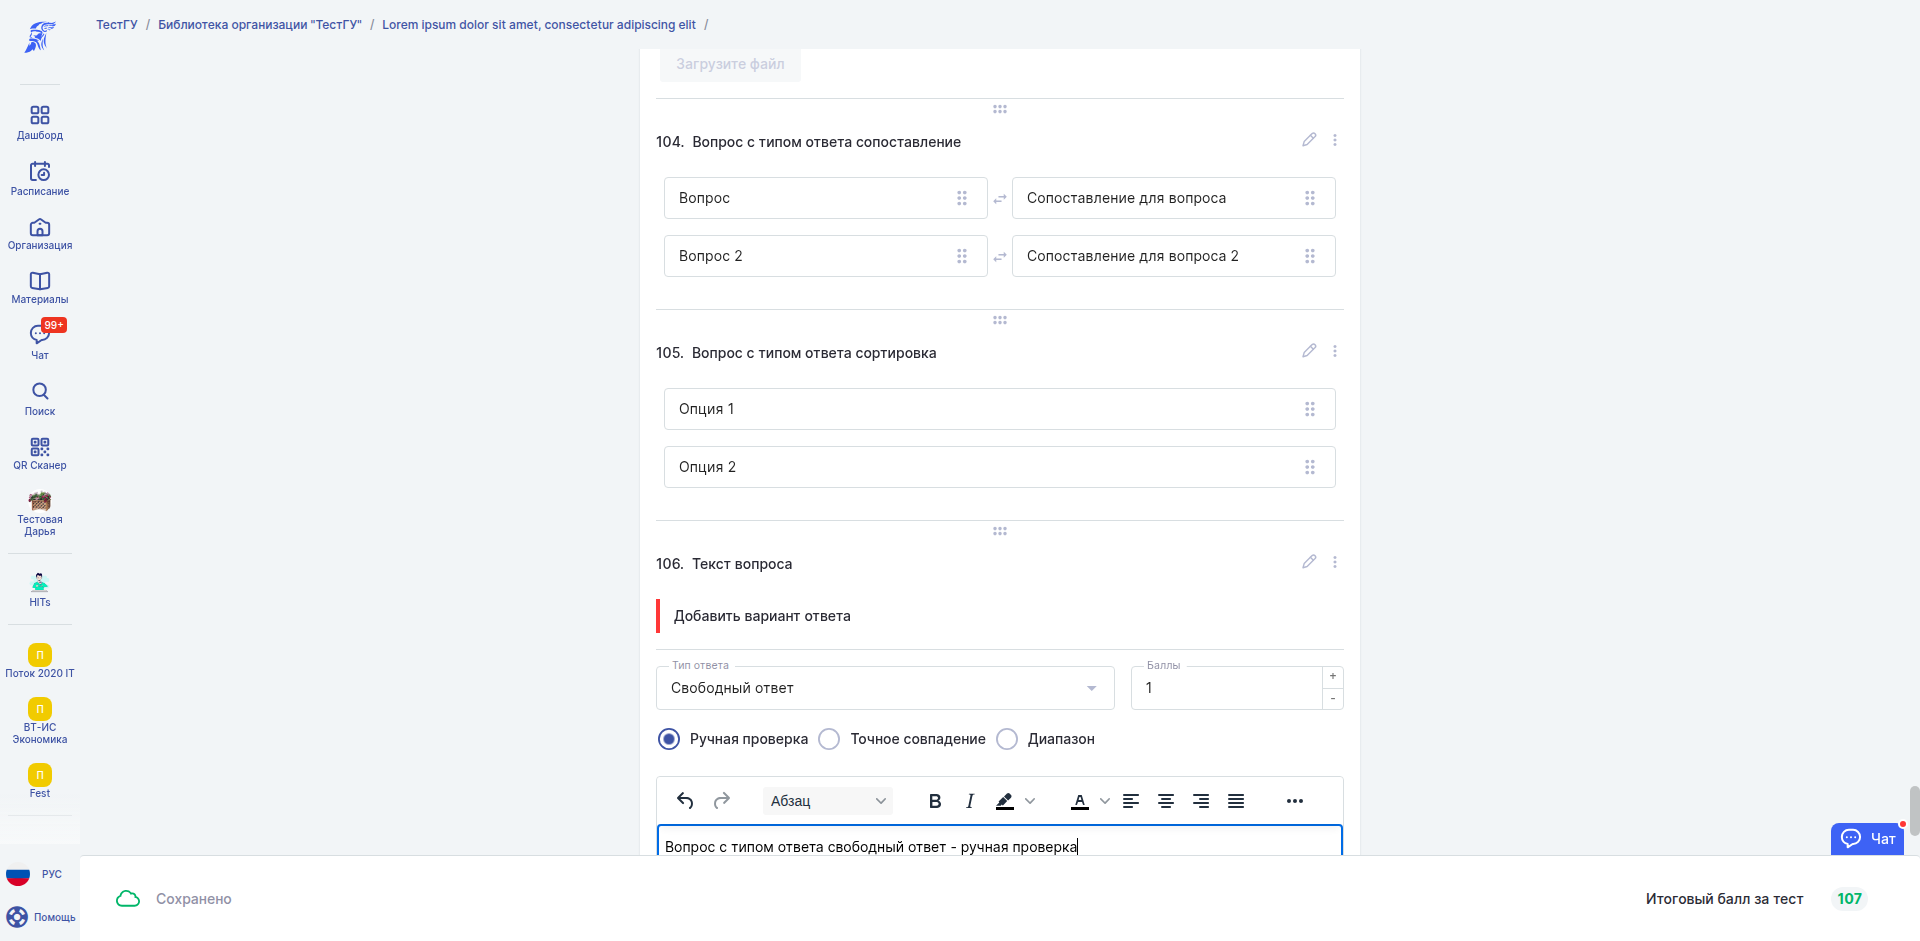 ТестГУ / Библиотека организации "ТестГУ" / Lorem ipsum dolor sit amet, consectetur adipiscing elit /
Дашборд
Расписание
Организация
Материалы
99+
Чат
Поиск
QR Сканер
Тестовая
Дарья
HITs
П
Поток 2020 IT
П
ВТ-ИС
Экономика
П
Fest
РУС
Помощь
Загрузите файл
104. Вопрос с типом ответа сопоставление
Вопрос
Сопоставление для вопроса
Вопрос 2
Сопоставление для вопроса 2
105. Вопрос с типом ответа сортировка
Опция 1
Опция 2
106. Текст вопроса
Добавить вариант ответа
Тип ответа
Свободный ответ
Баллы
1
+
-
Ручная проверка
Точное совпадение
Диапазон
Абзац
B I A
Вопрос с типом ответа свободный ответ - ручная проверка
Чат
Сохранено
Итоговый балл за тест 107